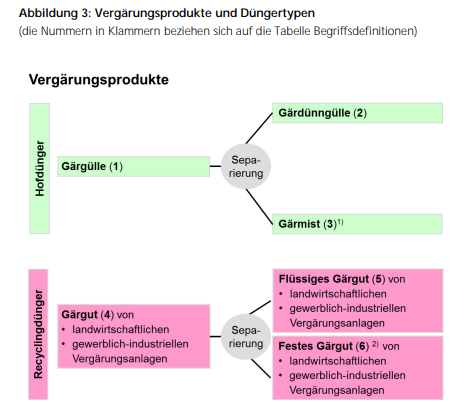 Abbildung 3: Vergärungsprodukte und Düngertypen
(die Nummern in Klammern beziehen sich auf die Tabelle Begriffsdefinitionen)
Vergärungsprodukte
Hofdünger
Gärgülle (1)
Sepa-
rierung
Gärdünngülle (2)
Gärmist (3)1)
Recyclingdünger
Gärgut (4) von
• landwirtschaftlichen
• gewerblich-industriellen
Vergärungsanlagen
Sepa-
rierung
Flüssiges Gärgut (5) von
• landwirtschaftlichen
• gewerblich-industriellen
Vergärungsanlagen
Festes Gärgut (6) 2) von
• landwirtschaftlichen
• gewerblich-industriellen
Vergärungsanlagen